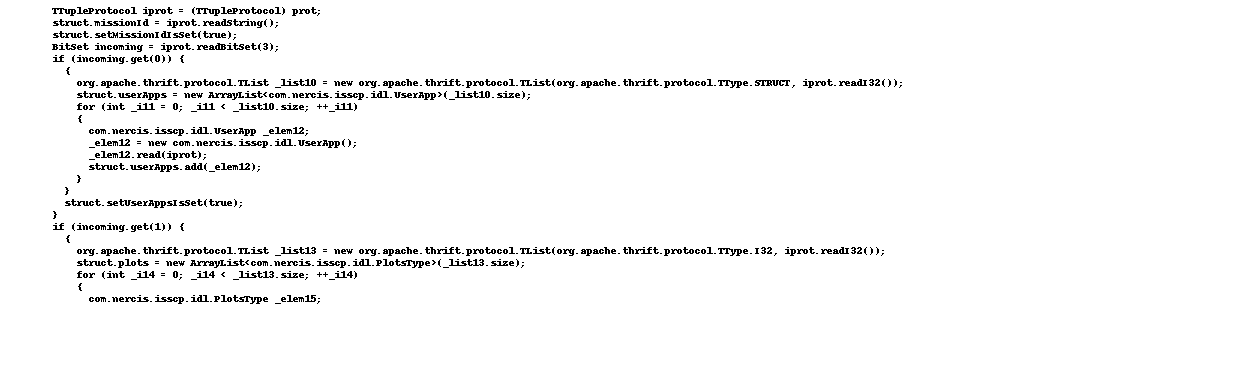 TTupleProtocol iprot = (TTupleProtocol) prot;
struct.missionId = iprot.readString();
struct.setMissionIdIsSet(true);
BitSet incoming = iprot.readBitSet(3);
if (incoming.get(0)) {
{
org.apache.thrift.protocol.TList _list10 = new org.apache.thrift.protocol.TList(org.apache.thrift.protocol.TType.STRUCT, iprot.readI32());
struct.userApps = new ArrayList<com.nercis.isscp.idl.UserApp>(_list10.size);
for (int _i11 = 0; _i11 < _list10.size; ++_i11)
{
com.nercis.isscp.idl.UserApp _elem12;
_elem12 = new com.nercis.isscp.idl.UserApp();
_elem12.read(iprot);
struct.userApps.add(_elem12);
}
}
struct.setUserAppsIsSet(true);
}
if (incoming.get(1)) {
{
org.apache.thrift.protocol.TList _list13 = new org.apache.thrift.protocol.TList(org.apache.thrift.protocol.TType.I32, iprot.readI32());
struct.plots = new ArrayList<com.nercis.isscp.idl.PlotsType>(_list13.size);
for (int _i14 = 0; _i14 < _list13.size; ++_i14)
{
com.nercis.isscp.idl.PlotsType _elem15;